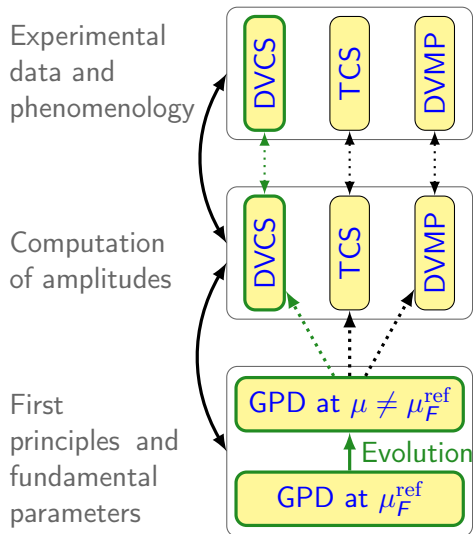 Experimental
data and
phenomenology
DVCS
TCS
DVMP
Computation
of amplitudes
DVCS
TCS
DVMP
First
principles and
fundamental
parameters
GPD at μ ≠ μ_F^ref
Evolution
GPD at μ_F^ref